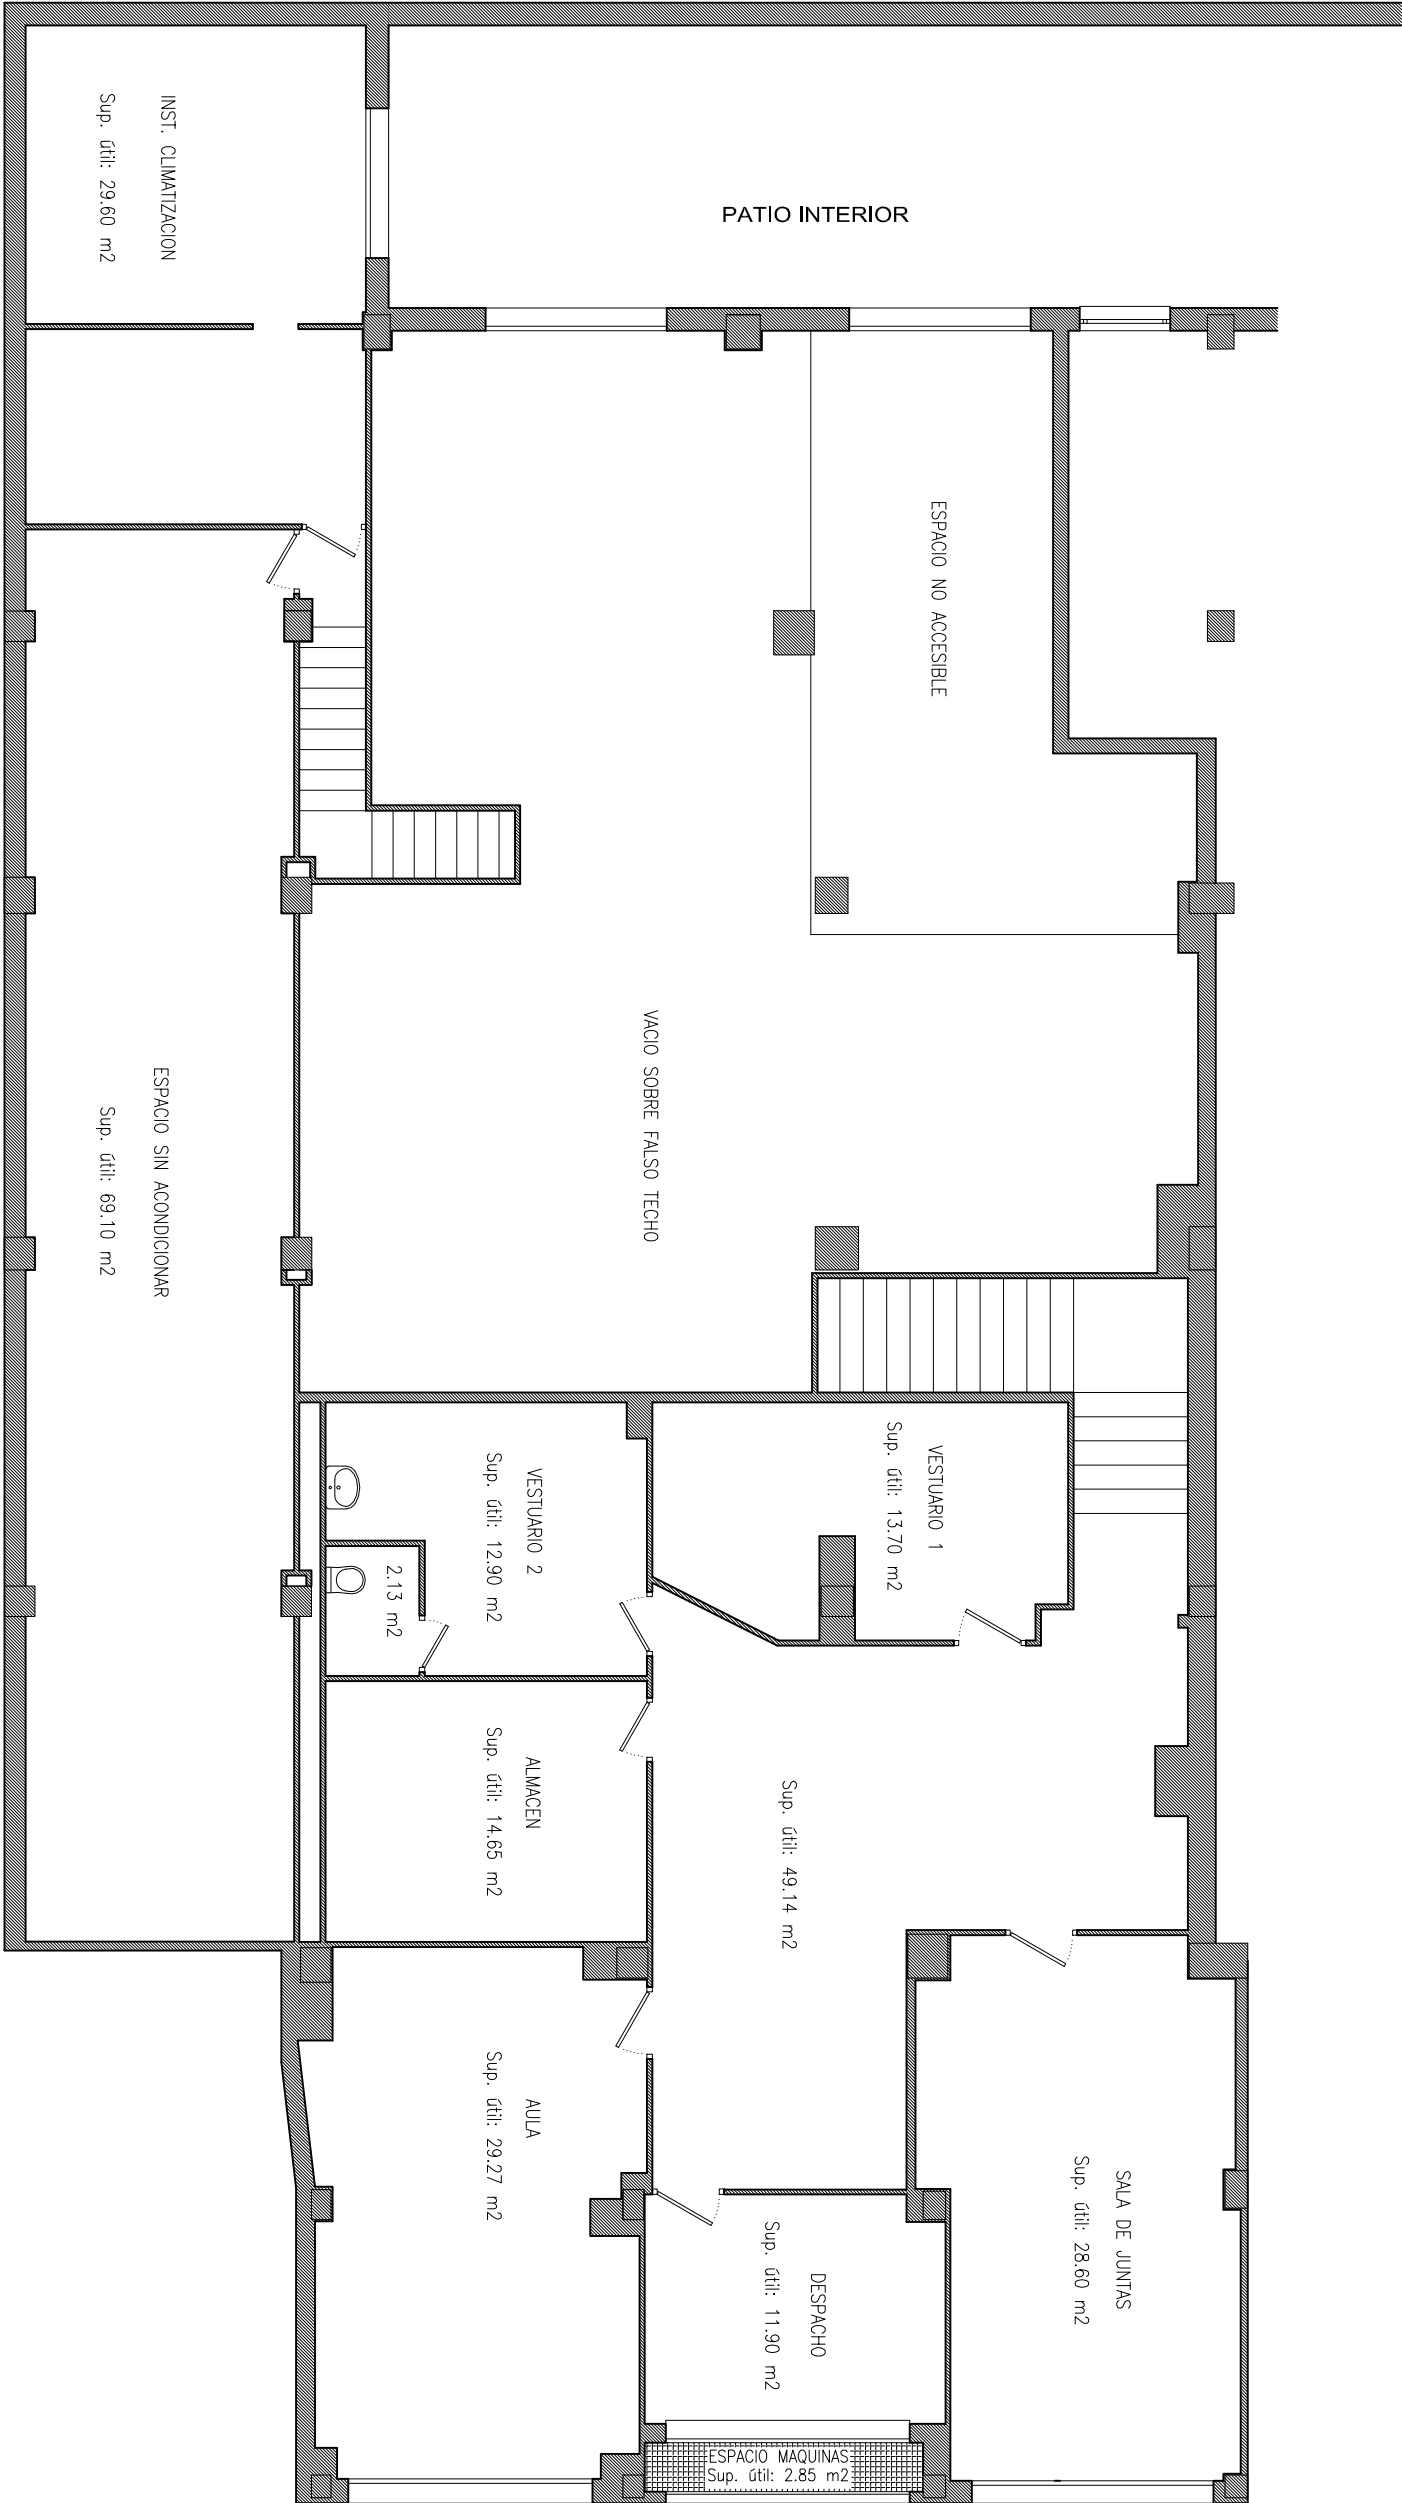 INST. CLIMATIZACION
Sup. útil: 29.60 m2
PATIO INTERIOR
ESPACIO NO ACCESIBLE
VACIO SOBRE FALSO TECHO
ESPACIO SIN ACONDICIONAR
Sup. útil: 69.10 m2
VESTUARIO 1
Sup. útil: 13.70 m2
VESTUARIO 2
Sup. útil: 12.90 m2
2.13 m2
ALMACEN
Sup. útil: 14.65 m2
Sup. útil: 49.14 m2
AULA
Sup. útil: 29.27 m2
SALA DE JUNTAS
Sup. útil: 28.60 m2
DESPACHO
Sup. útil: 11.90 m2
ESPACIO MAQUINAS
Sup. útil: 2.85 m2